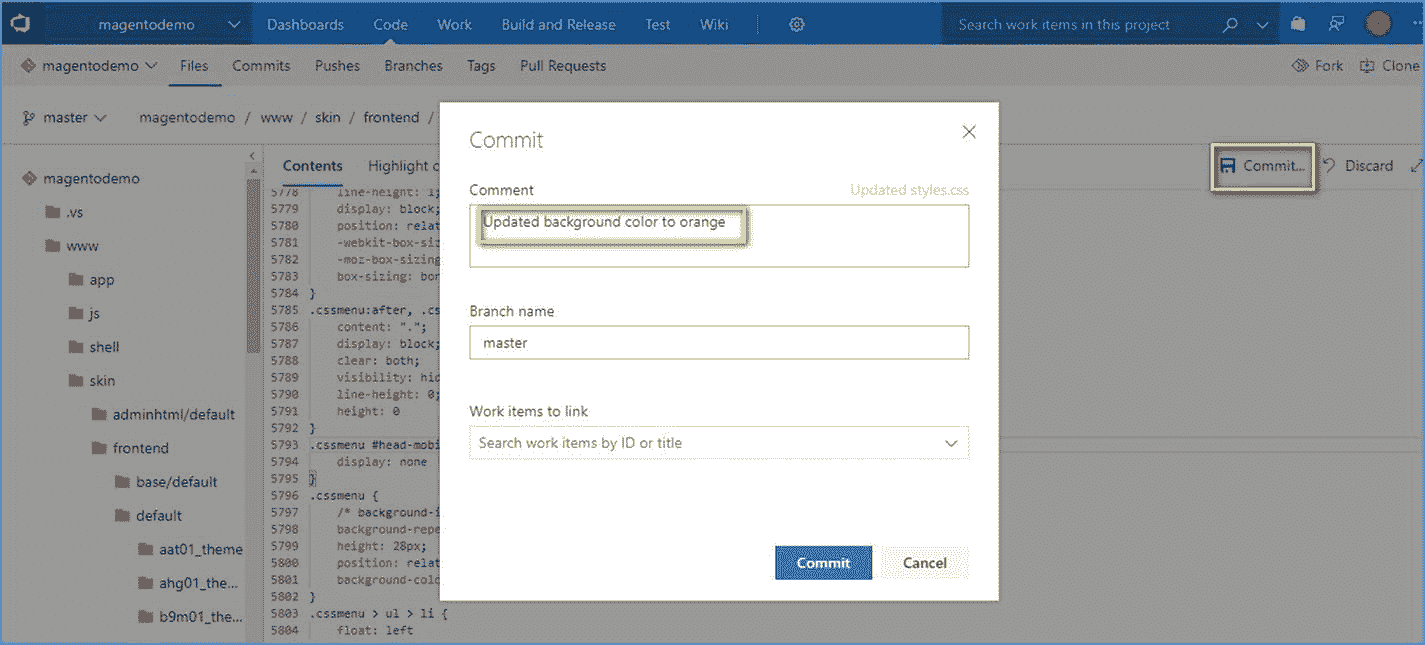 magentodemo Dashboards Code Work Build and Release Test Wiki Search work items in this project
magentodemo Files Commits Pushes Branches Tags Pull Requests Fork Clone
master magentodemo / www / skin / frontend /
Contents Highlight c Commit... Discard
magentodemo
.vs
www
app
js
shell
skin
adminhtml/default
frontend
base/default
default
aat01_theme
ahg01_the...
b9m01_the...
5778 line-height: 1;
5779 display: block;
5780 position: relat
5781 -webkit-box-siz
5782 -moz-box-sizing
5783 box-sizing: bor
5784 }
5785 .cssmenu:after, .cs
5786 content: ".";
5787 display: block;
5788 clear: both;
5789 visibility: hid
5790 line-height: 0;
5791 height: 0
5792 }
5793 .cssmenu #head-mobi
5794 display: none
5795 }
5796 .cssmenu {
5797 /* background-i
5798 background-repe
5799 height: 28px;
5800 position: relat
5801 background-colo
5802 }
5803 .cssmenu > ul > li {
5804 float: left
Commit
Comment Updated styles.css
Updated background color to orange
Branch name
master
Work items to link
Search work items by ID or title
Commit Cancel